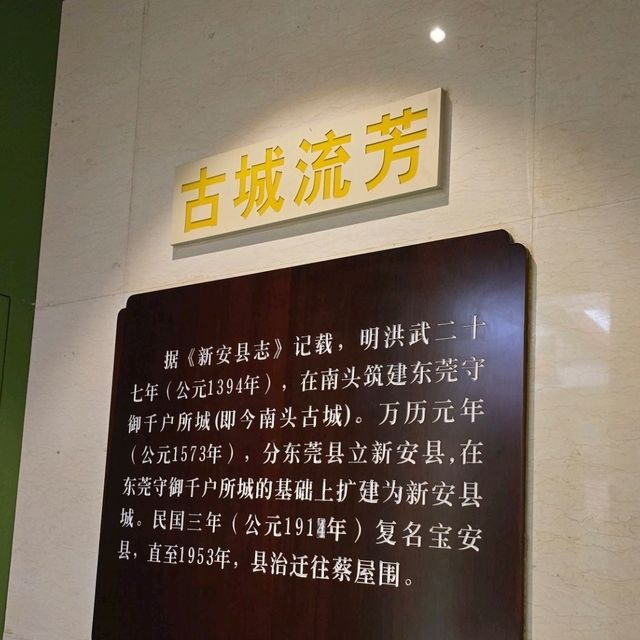 古城流芳
据《新安县志》记载，明洪武二十
七年（公元1394年），在南头筑建东莞守
御千户所城(即今南头古城)。万历元年
（公元1573年），分东莞县立新安县,在
东莞守御千户所城的基础上扩建为新安县
城。民国三年（公元1914年）复名宝安
县，直至1953年，县治迁往蔡屋围。